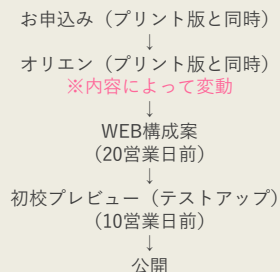 お申込み（プリント版と同時）
↓
オリエン（プリント版と同時）
※内容によって変動
↓
WEB構成案
（20営業日前）
↓
初校プレビュー（テストアップ）
（10営業日前）
↓
公開